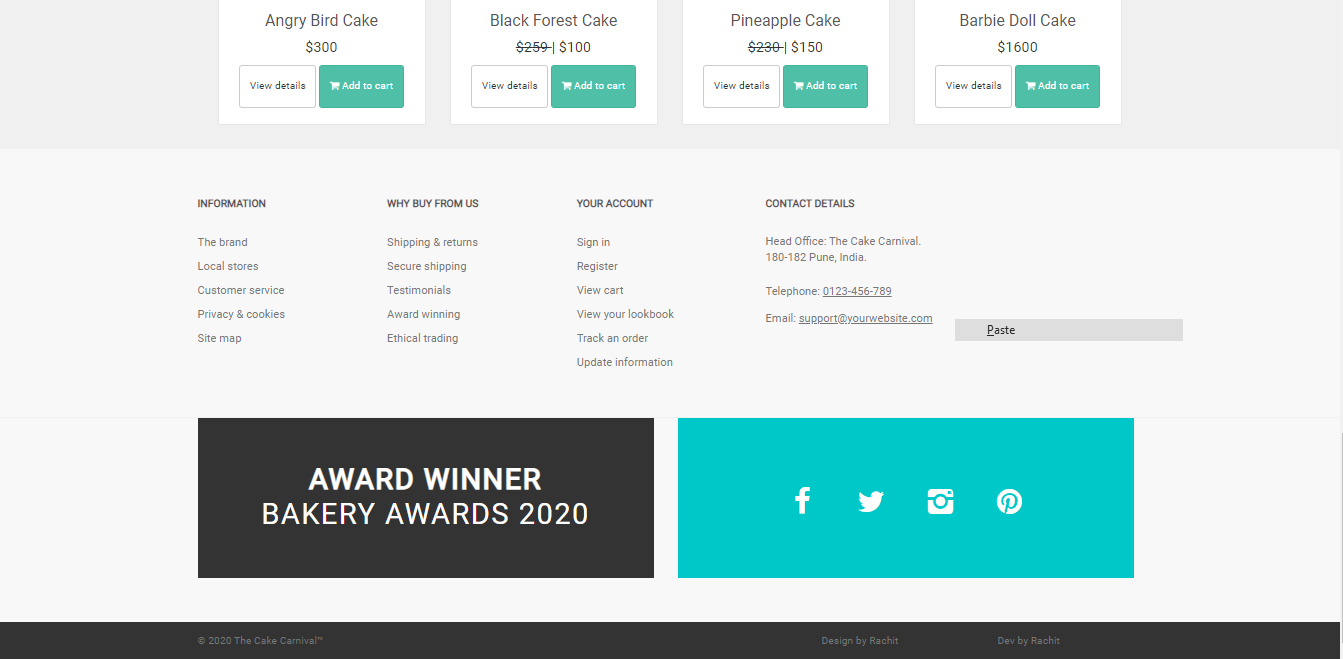 Angry Bird Cake
$300
View details Add to cart
Black Forest Cake
$259 | $100
View details Add to cart
Pineapple Cake
$230 | $150
View details Add to cart
Barbie Doll Cake
$1600
View details Add to cart
INFORMATION
The brand
Local stores
Customer service
Privacy & cookies
Site map
WHY BUY FROM US
Shipping & returns
Secure shipping
Testimonials
Award winning
Ethical trading
YOUR ACCOUNT
Sign in
Register
View cart
View your lookbook
Track an order
Update information
CONTACT DETAILS
Head Office: The Cake Carnival.
180-182 Pune, India.
Telephone: 0123-456-789
Email: support@yourwebsite.com
Paste
AWARD WINNER
BAKERY AWARDS 2020
© 2020 The Cake Carnival™
Design by Rachit
Dev by Rachit